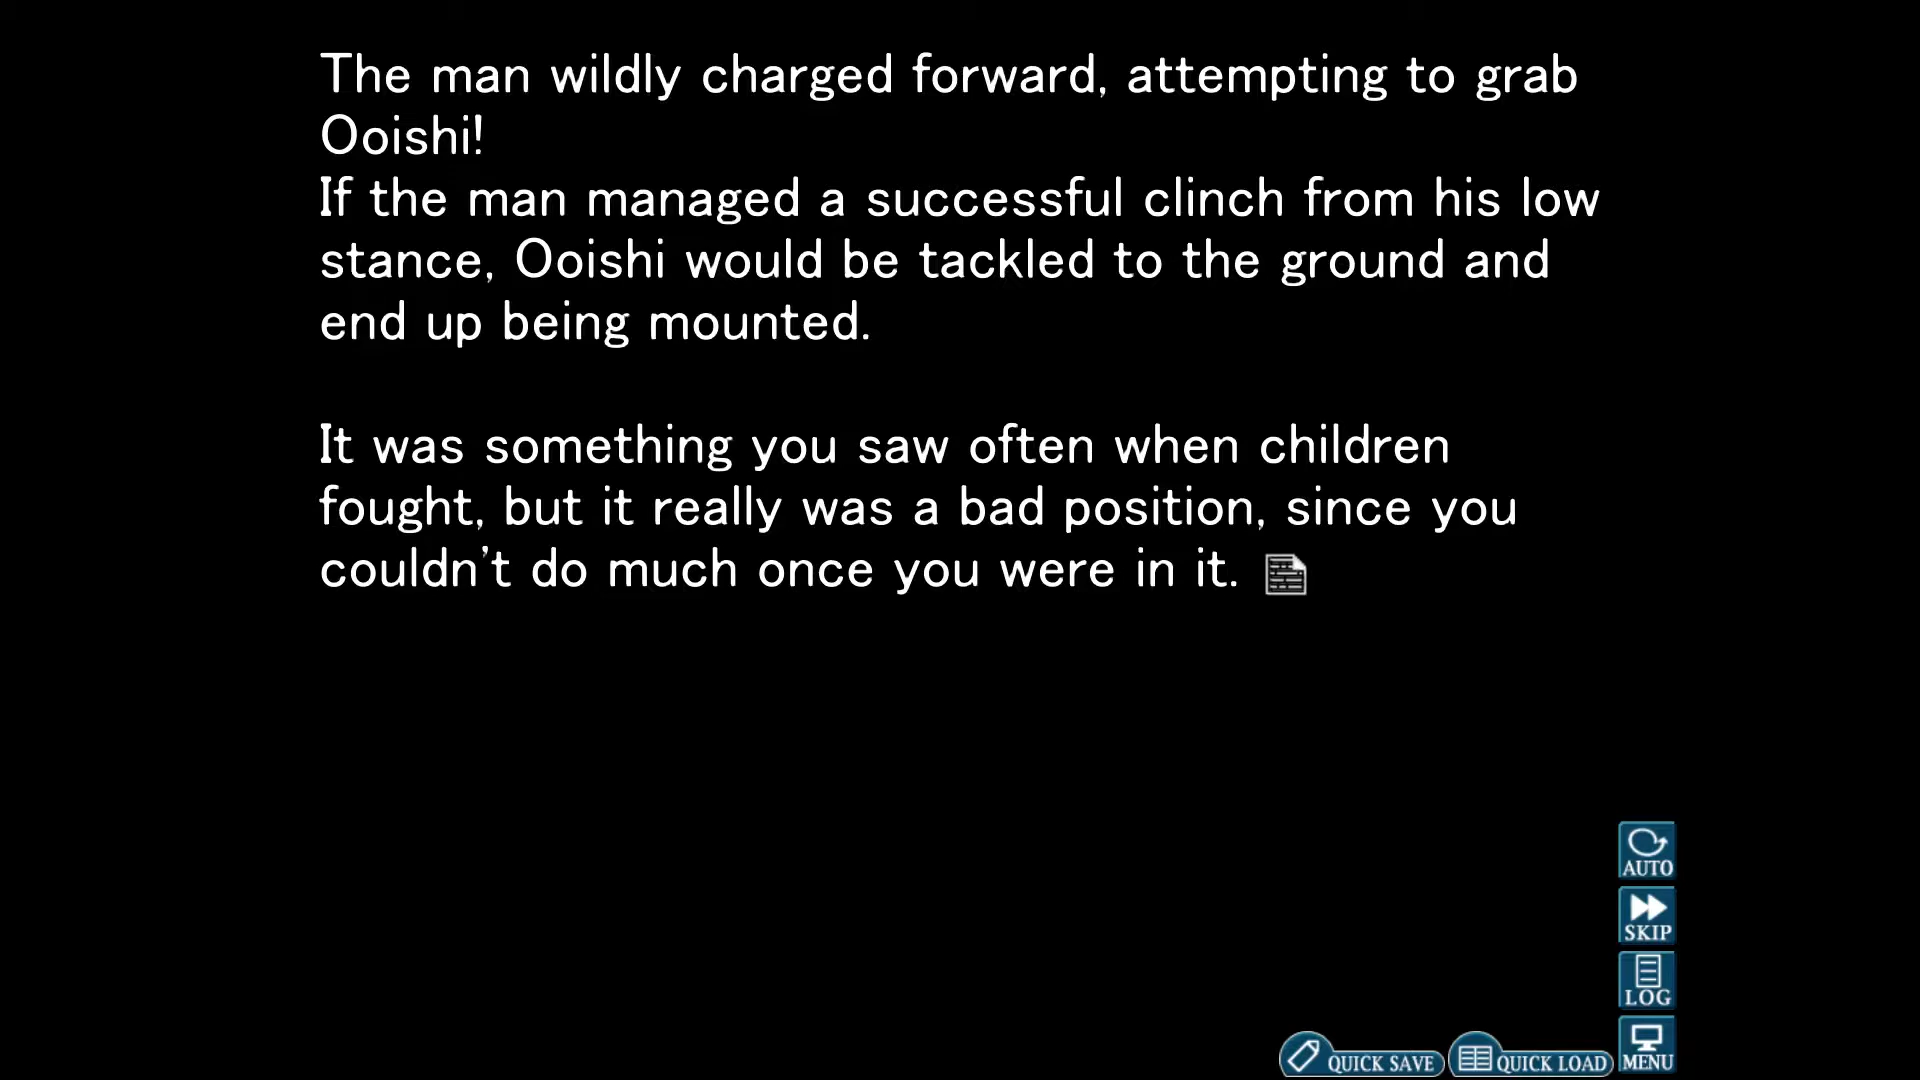 The man wildly charged forward, attempting to grab
Ooishi!
If the man managed a successful clinch from his low
stance, Ooishi would be tackled to the ground and
end up being mounted.
It was something you saw often when children
fought, but it really was a bad position, since you
couldn't do much once you were in it.
AUTO
SKIP
LOG
MENU
QUICK SAVE
QUICK LOAD